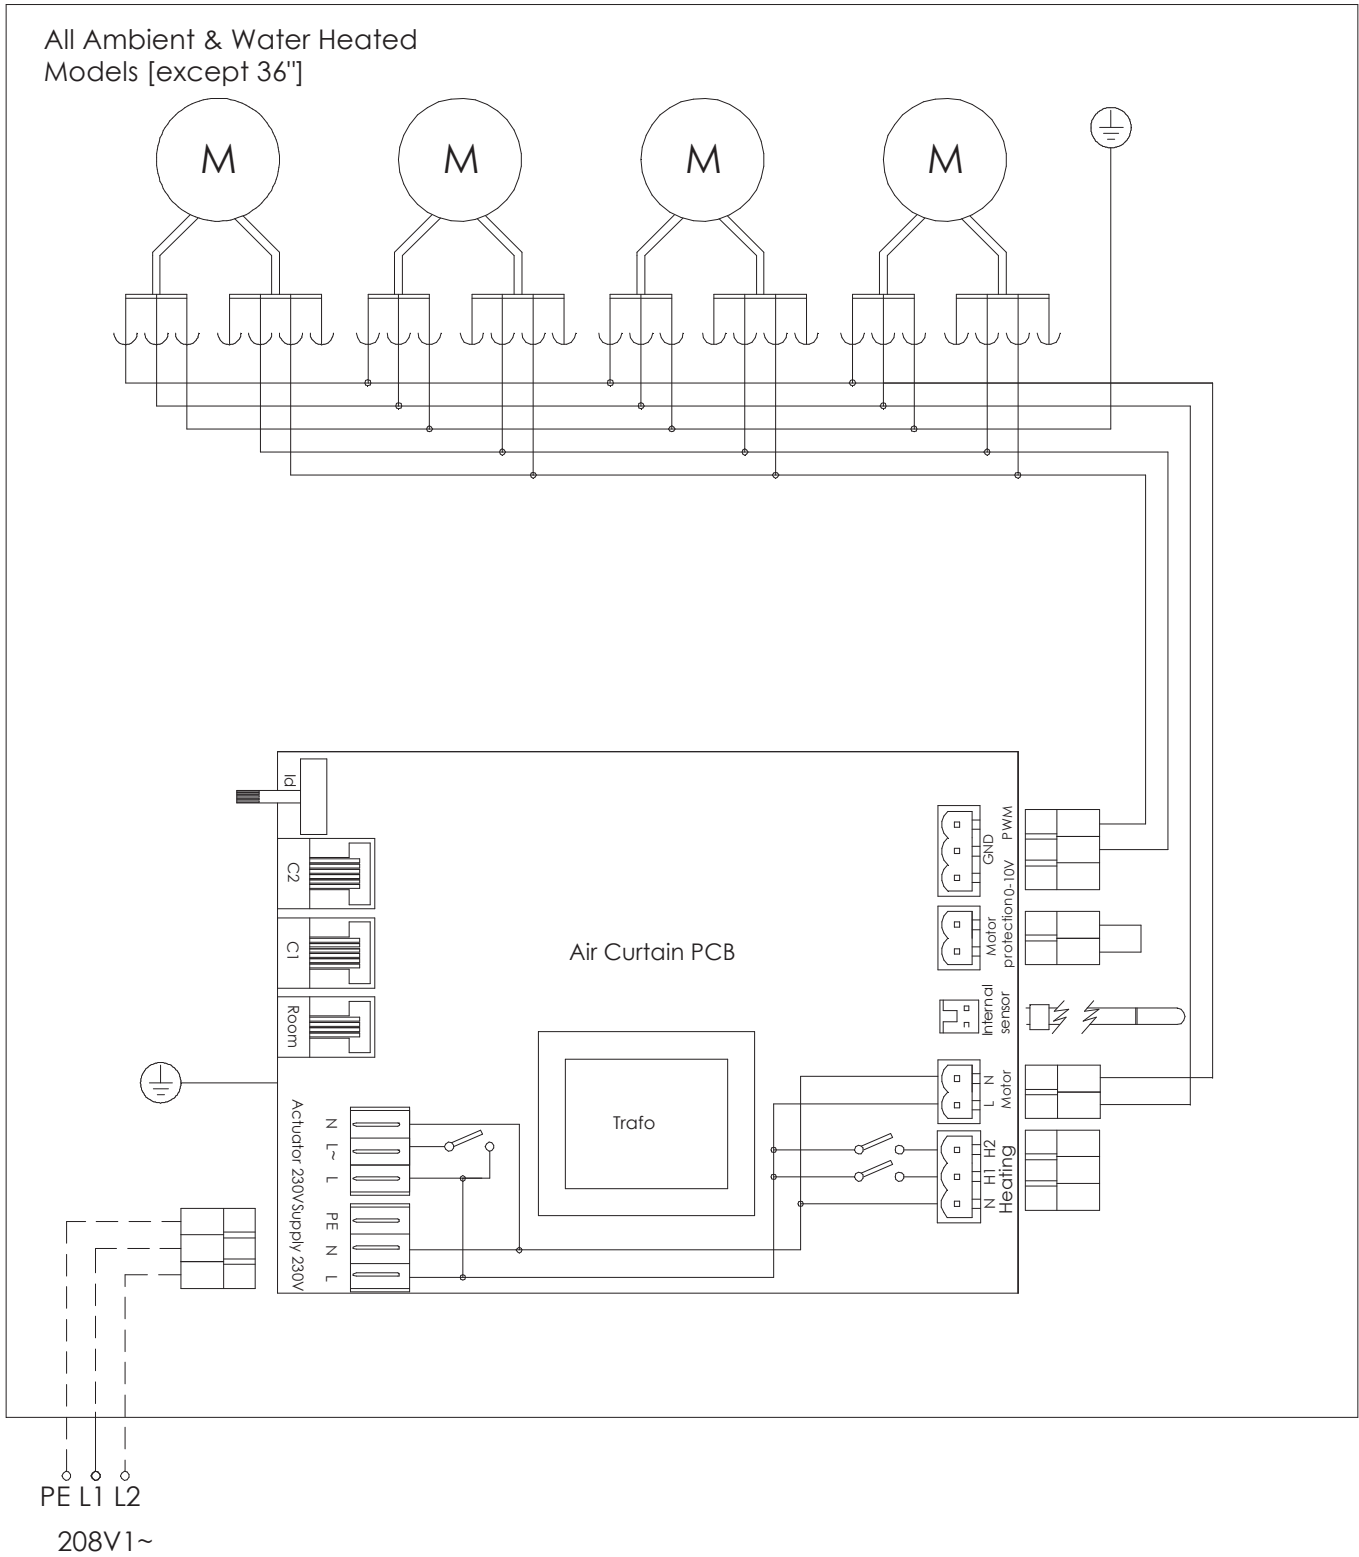 All Ambient & Water Heated
Models [except 36"]
M M M M
Id
C2
C1
Room
PWM
GND
0-10V
Motor
protection
Air Curtain PCB
Internal
sensor
N
L
Motor
H2
H1
N
Heating
Trafo
Actuator 230V
N
L~
L
Supply 230V
PE
N
L
PE L1 L2
208V1~